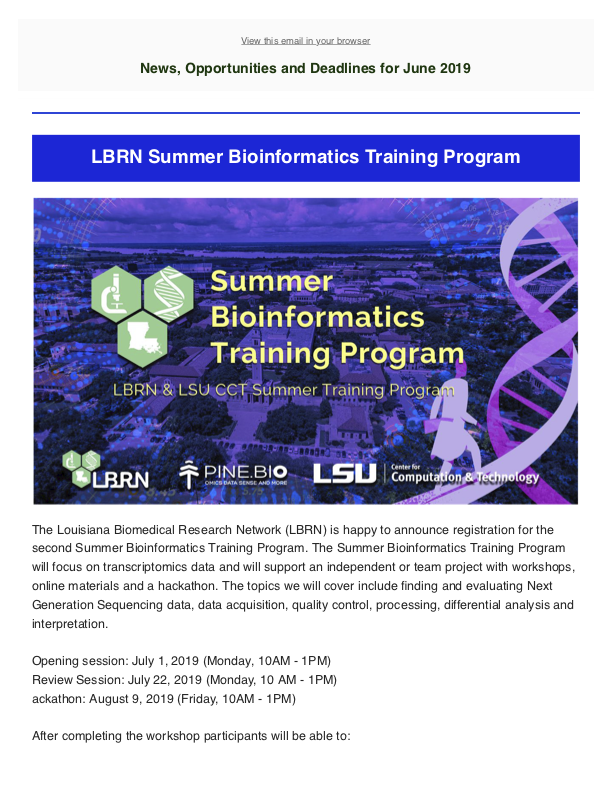 View this email in your browser
News, Opportunities and Deadlines for June 2019
LBRN Summer Bioinformatics Training Program
Summer
Bioinformatics
Training Program
LBRN & LSU CCT Summer Training Program
LBRN
PINE.BIO
OMICS DATA SENSE AND MORE
LSU
Center for
Computation & Technology
The Louisiana Biomedical Research Network (LBRN) is happy to announce registration for the
second Summer Bioinformatics Training Program. The Summer Bioinformatics Training Program
will focus on transcriptomics data and will support an independent or team project with workshops,
online materials and a hackathon. The topics we will cover include finding and evaluating Next
Generation Sequencing data, data acquisition, quality control, processing, differential analysis and
interpretation.
Opening session: July 1, 2019 (Monday, 10AM - 1PM)
Review Session: July 22, 2019 (Monday, 10 AM - 1PM)
ackathon: August 9, 2019 (Friday, 10AM - 1PM)
After completing the workshop participants will be able to: